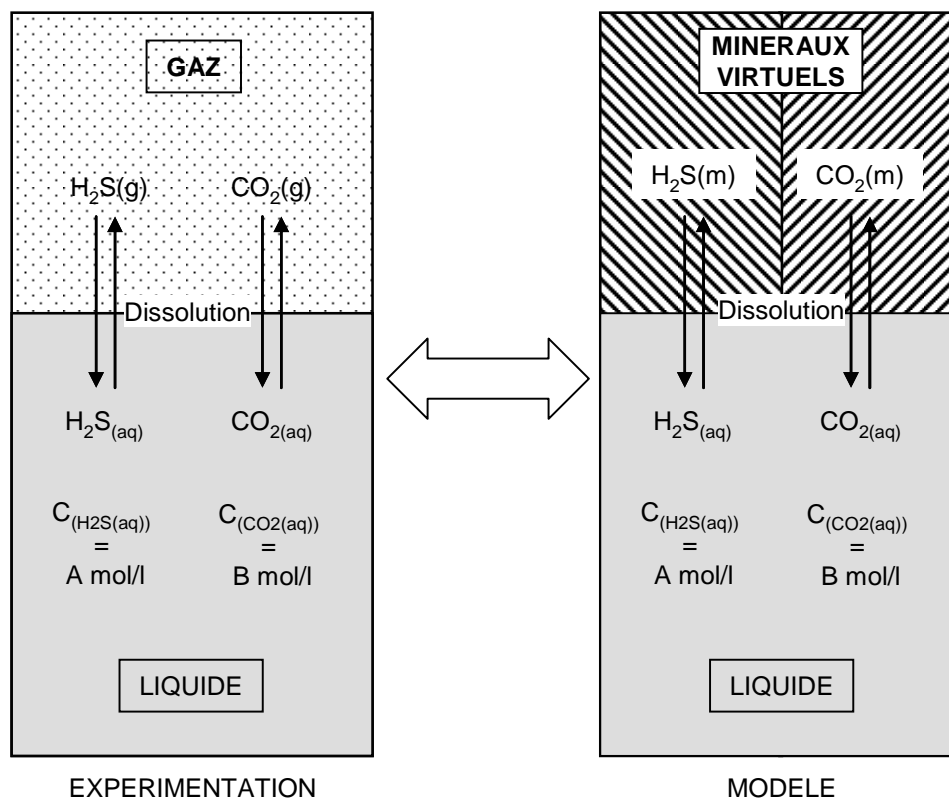 GAZ
H₂S(g) CO₂(g)
Dissolution
H₂S(aq) CO₂(aq)
C(H2S(aq)) C(CO2(aq))
= =
A mol/l B mol/l
LIQUIDE
EXPERIMENTATION
MINERAUX
VIRTUELS
H₂S(m) CO₂(m)
Dissolution
H₂S(aq) CO₂(aq)
C(H2S(aq)) C(CO2(aq))
= =
A mol/l B mol/l
LIQUIDE
MODELE